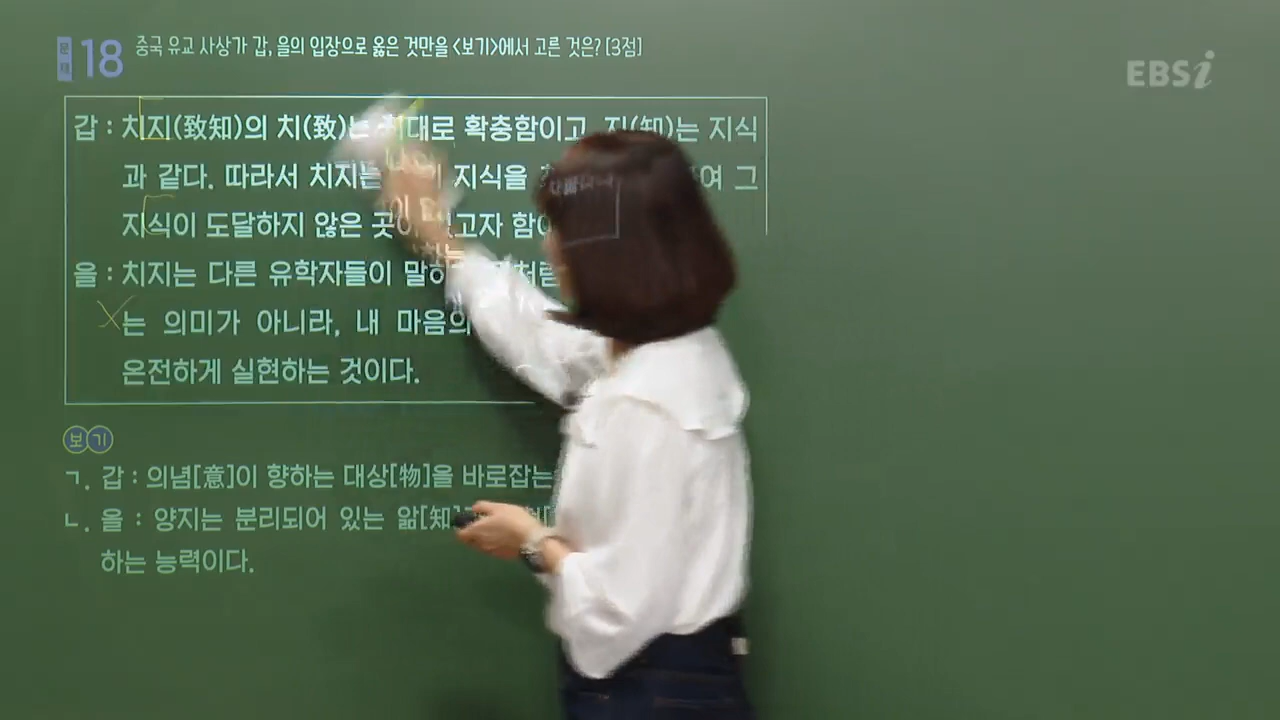 문제 18 중국 유교 사상가 갑, 을의 입장으로 옳은 것만을 <보기>에서 고른 것은? [3점]
EBSi
갑 : 치지(致知)의 치(致)는 대로 확충함이고, 지(知)는 지식
과 같다. 따라서 치지는 지식을 여 그
지식이 도달하지 않은 곳이 고자
을 : 치지는 다른 유학자들이
는 의미가 아니라, 내 마음의
온전하게 실현하는 것이다.
보기
ㄱ. 갑 : 의념[意]이 향하는 대상[物]을 바로잡는
ㄴ. 을 : 양지는 분리되어 있는 앎[知]
하는 능력이다.